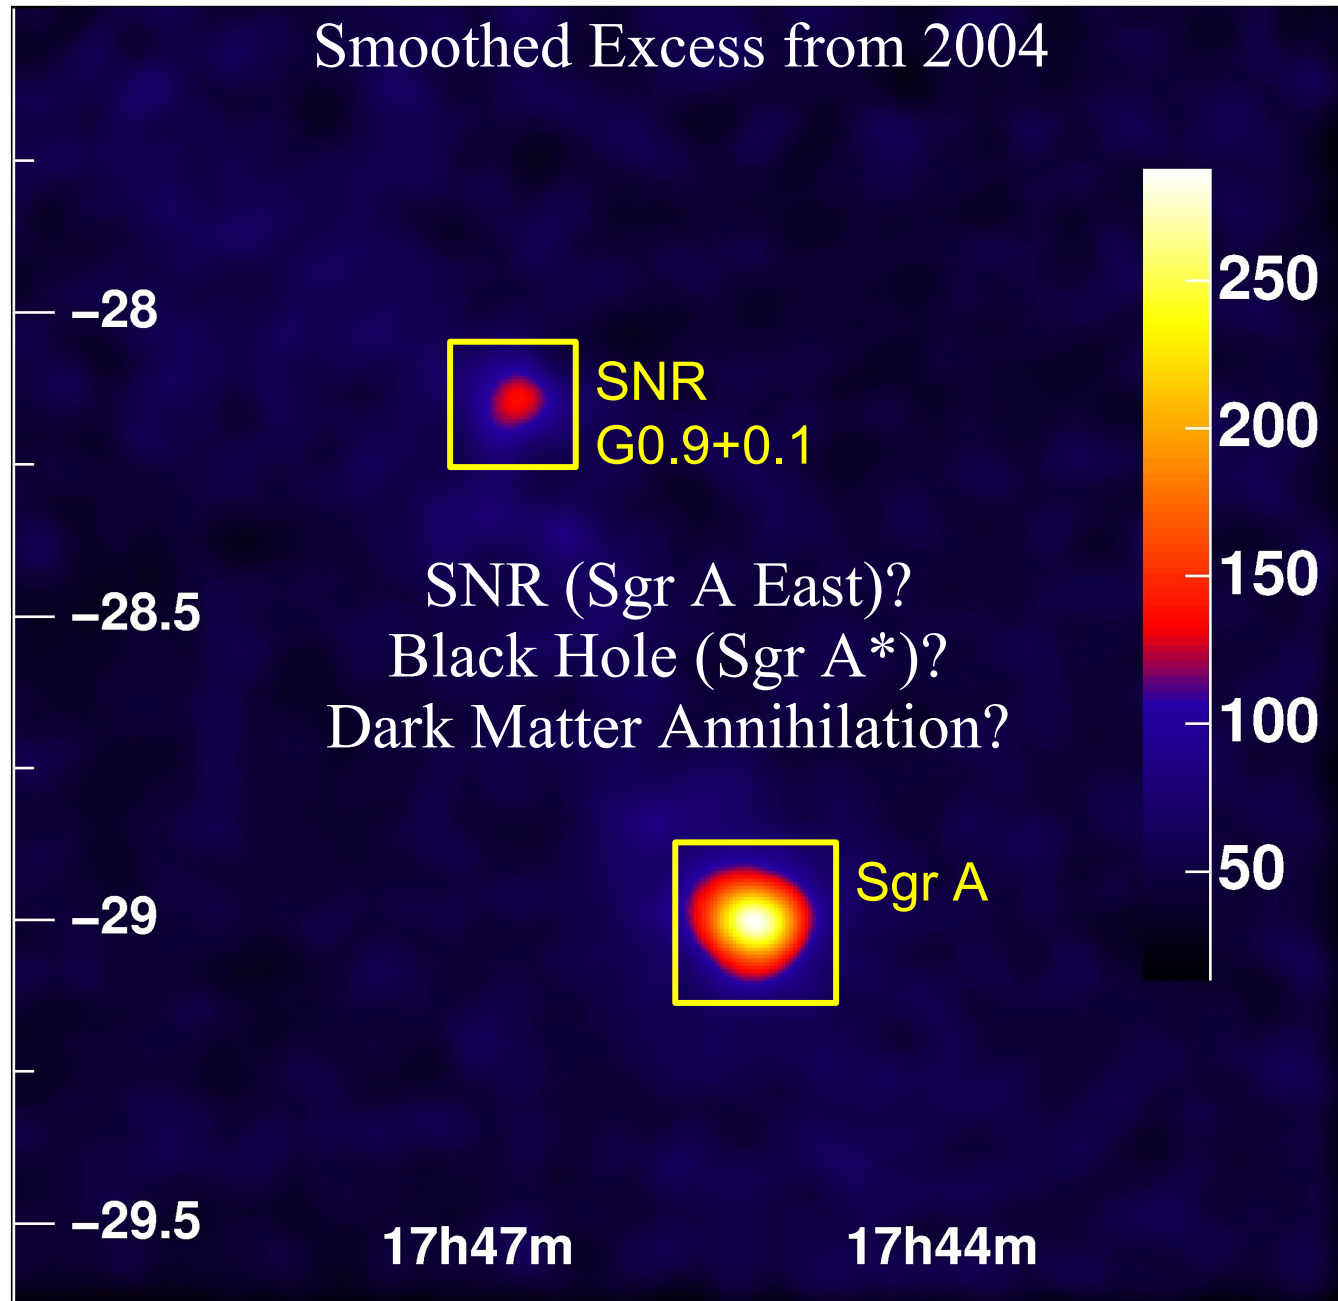 Smoothed Excess from 2004
250
−28
SNR
G0.9+0.1
200
150
SNR (Sgr A East)?
−28.5
Black Hole (Sgr A*)?
Dark Matter Annihilation?
100
50
Sgr A
−29
−29.5
17h47m
17h44m